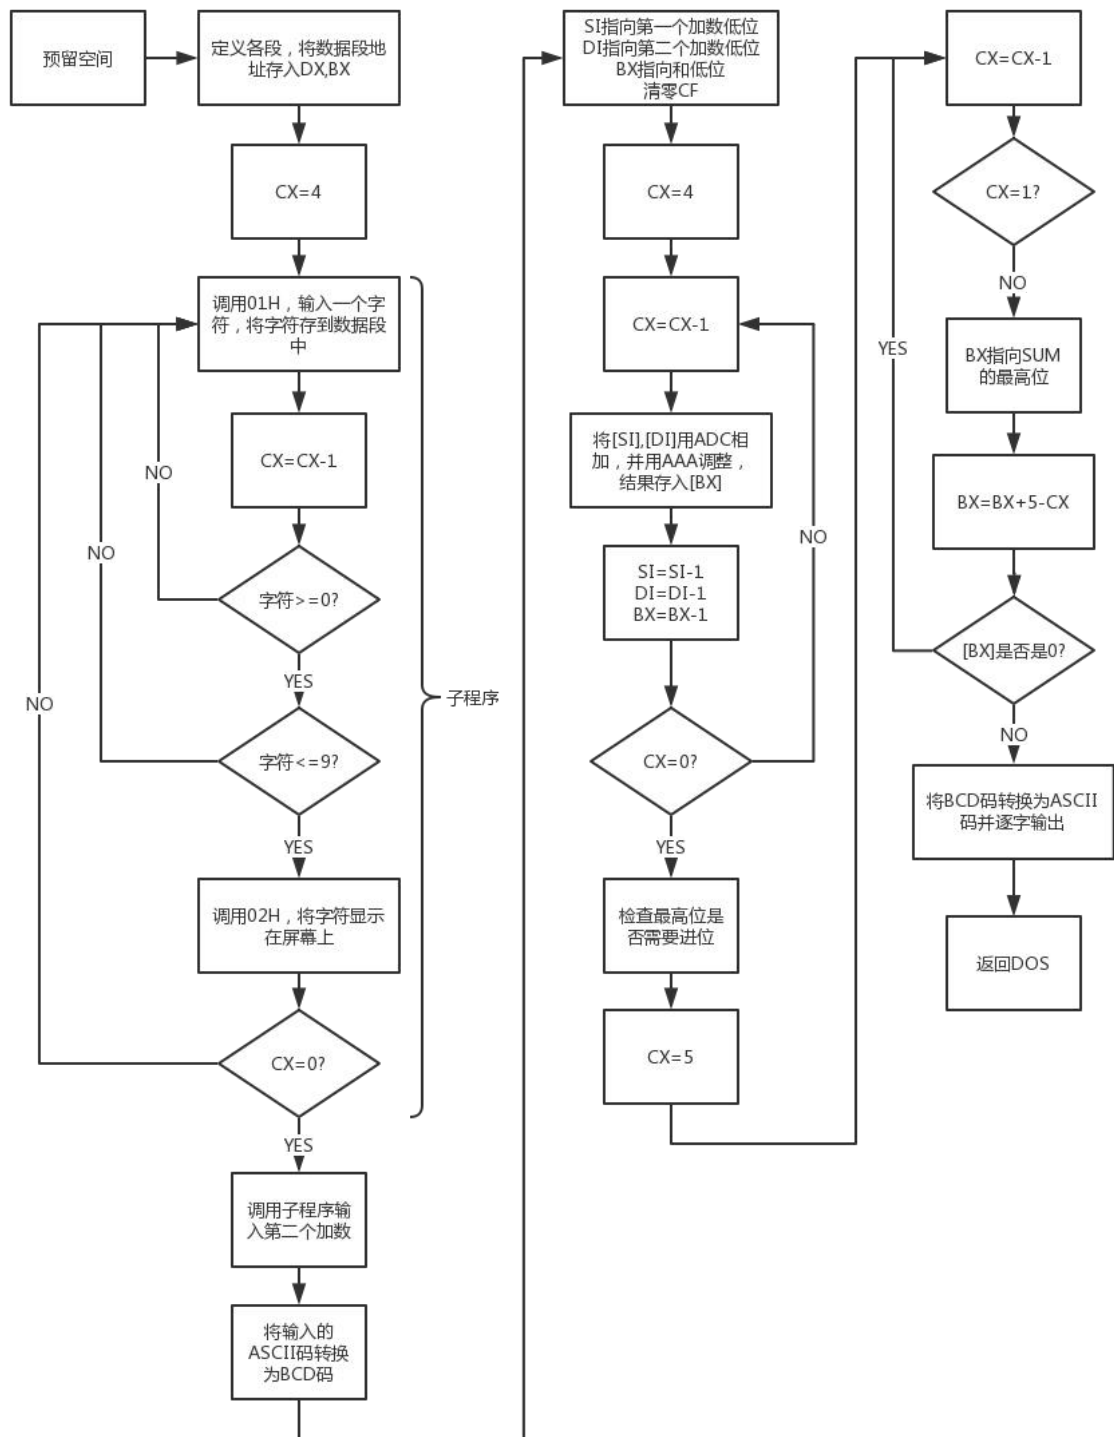 预留空间
定义各段，将数据段地
址存入DX,BX
CX=4
调用01H，输入一个字
符，将字符存到数据段
中
CX=CX-1
NO
字符>=0?
NO
YES
字符<=9?
NO
YES
调用02H，将字符显示
在屏幕上
CX=0?
YES
子程序
调用子程序输
入第二个加数
将输入的
ASCII码转换
为BCD码
SI指向第一个加数低位
DI指向第二个加数低位
BX指向和低位
清零CF
CX=4
CX=CX-1
将[SI],[DI]用ADC相
加，并用AAA调整，
结果存入[BX]
NO
SI=SI-1
DI=DI-1
BX=BX-1
CX=0?
YES
检查最高位是
否需要进位
CX=5
CX=CX-1
CX=1?
NO
YES
BX指向SUM
的最高位
BX=BX+5-CX
[BX]是否是0?
NO
将BCD码转换为ASCII
码并逐字输出
返回DOS